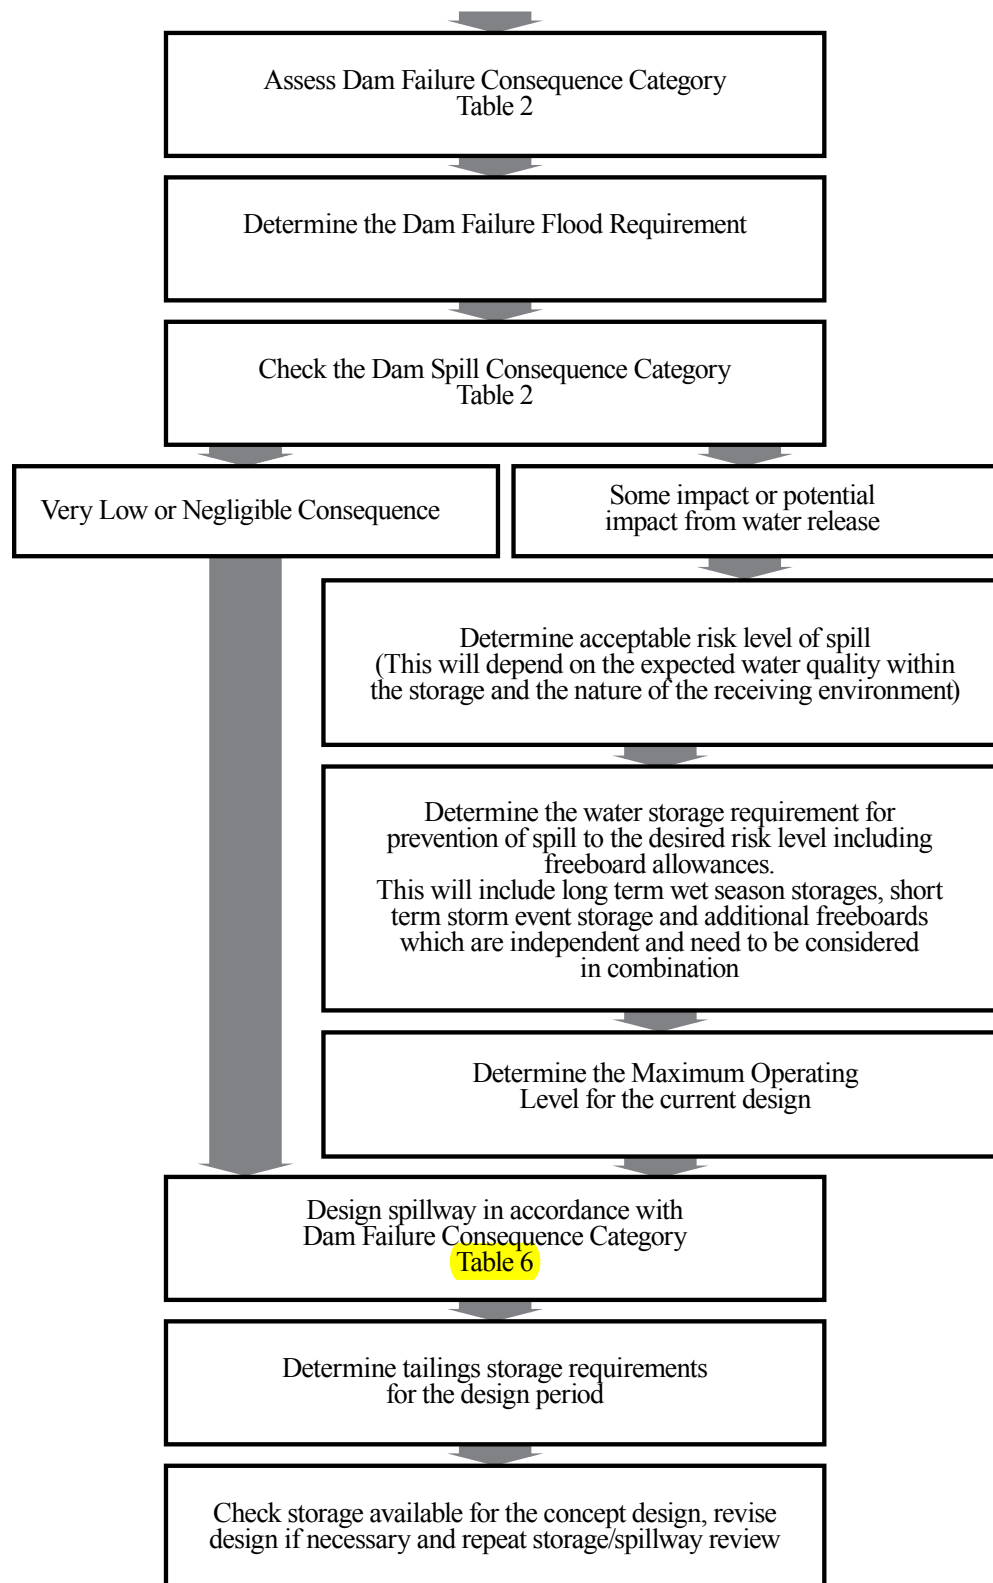 Assess Dam Failure Consequence Category
Table 2
Determine the Dam Failure Flood Requirement
Check the Dam Spill Consequence Category
Table 2
Very Low or Negligible Consequence
Some impact or potential
impact from water release
Determine acceptable risk level of spill
(This will depend on the expected water quality within
the storage and the nature of the receiving environment)
Determine the water storage requirement for
prevention of spill to the desired risk level including
freeboard allowances.
This will include long term wet season storages, short
term storm event storage and additional freeboards
which are independent and need to be considered
in combination
Determine the Maximum Operating
Level for the current design
Design spillway in accordance with
Dam Failure Consequence Category
Table 6
Determine tailings storage requirements
for the design period
Check storage available for the concept design, revise
design if necessary and repeat storage/spillway review